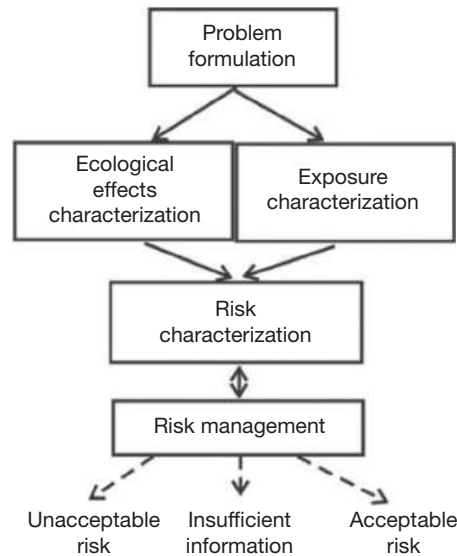 Problem
formulation
Ecological
effects
characterization
Exposure
characterization
Risk
characterization
Risk management
Unacceptable
risk
Insufficient
information
Acceptable
risk